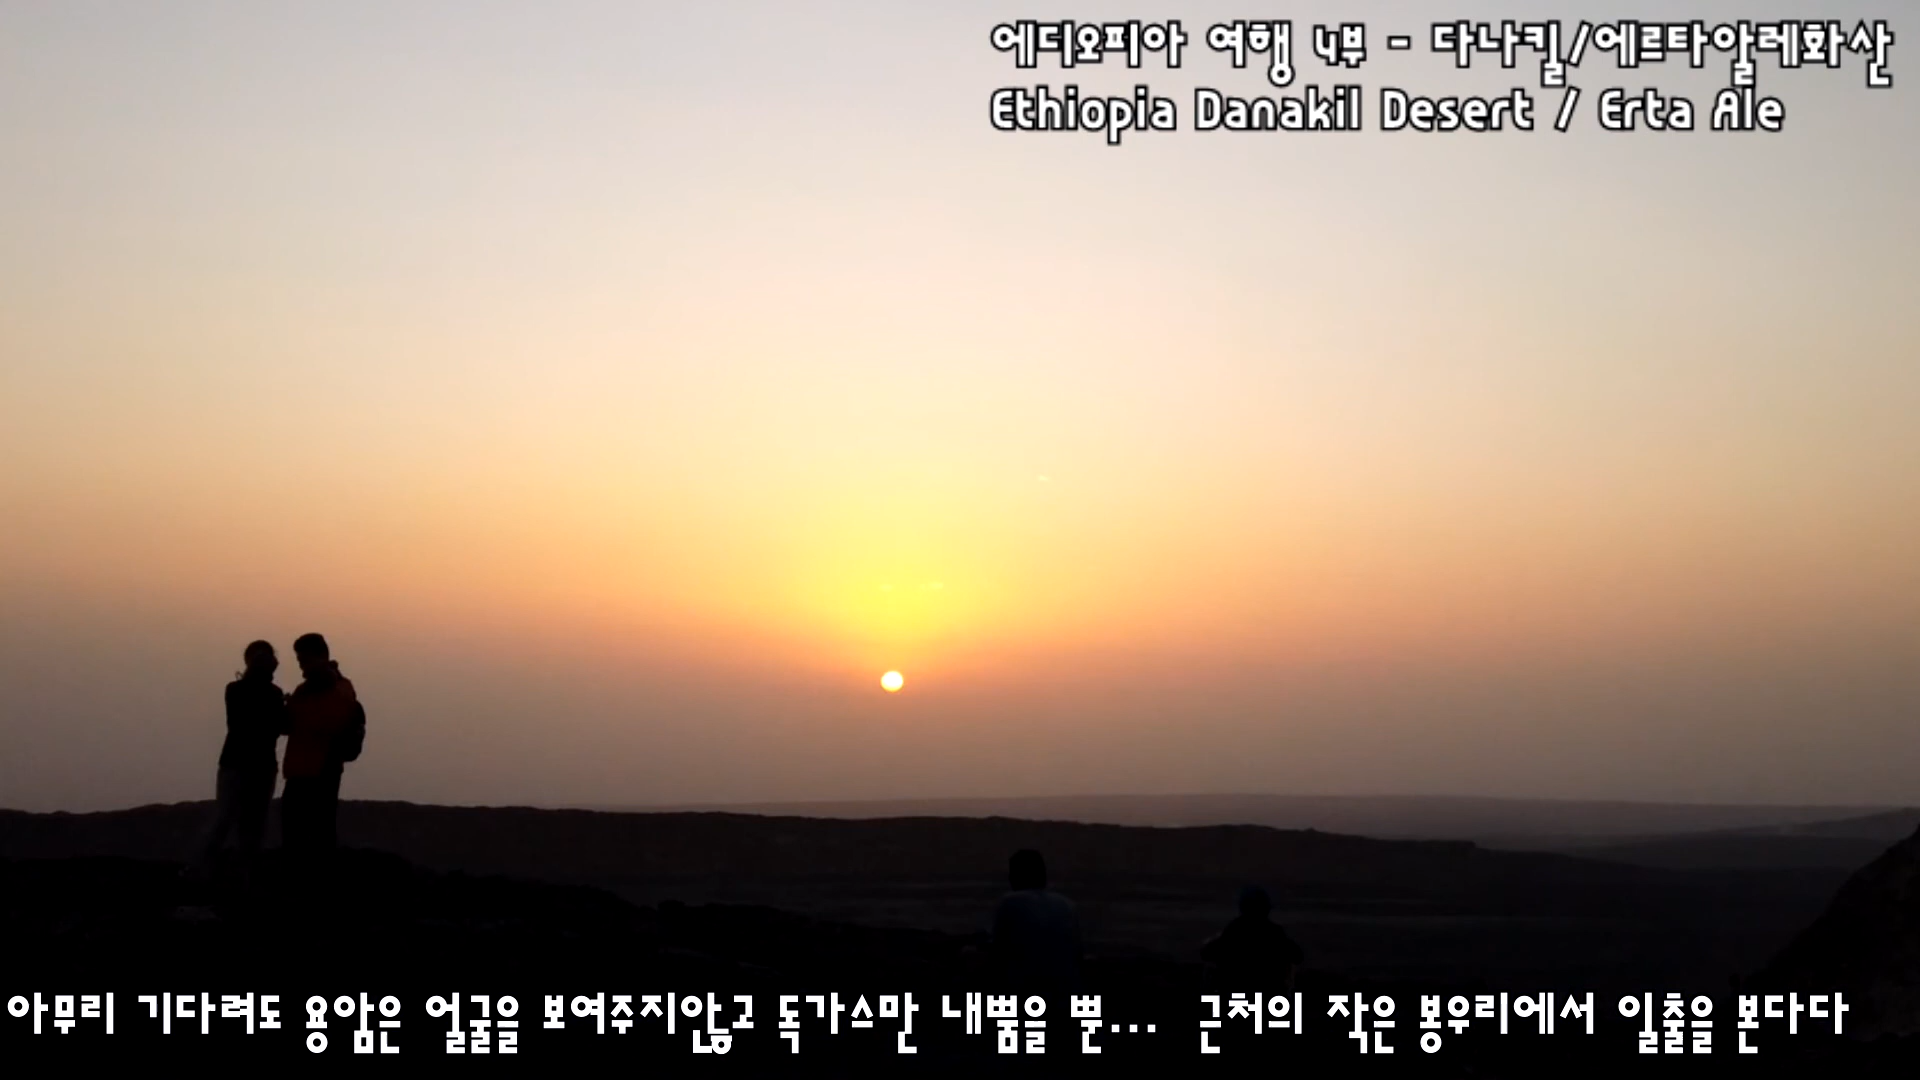 에디오피아 여행 4부 - 다나킬/에르타알레화산
Ethiopia Danakil Desert / Erta Ale
아무리 기다려도 용암은 얼굴을 보여주지않고 독가스만 내뿜을 뿐... 근처의 작은 봉우리에서 일출을 본다다